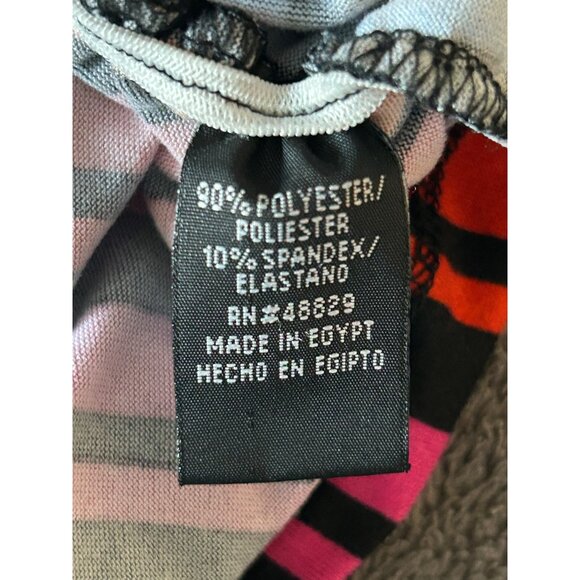 90% POLYESTER/
POLIESTER
10% SPANDEX/
ELASTANO
RN#48829
MADE IN EGYPT
HECHO EN EGIPTO